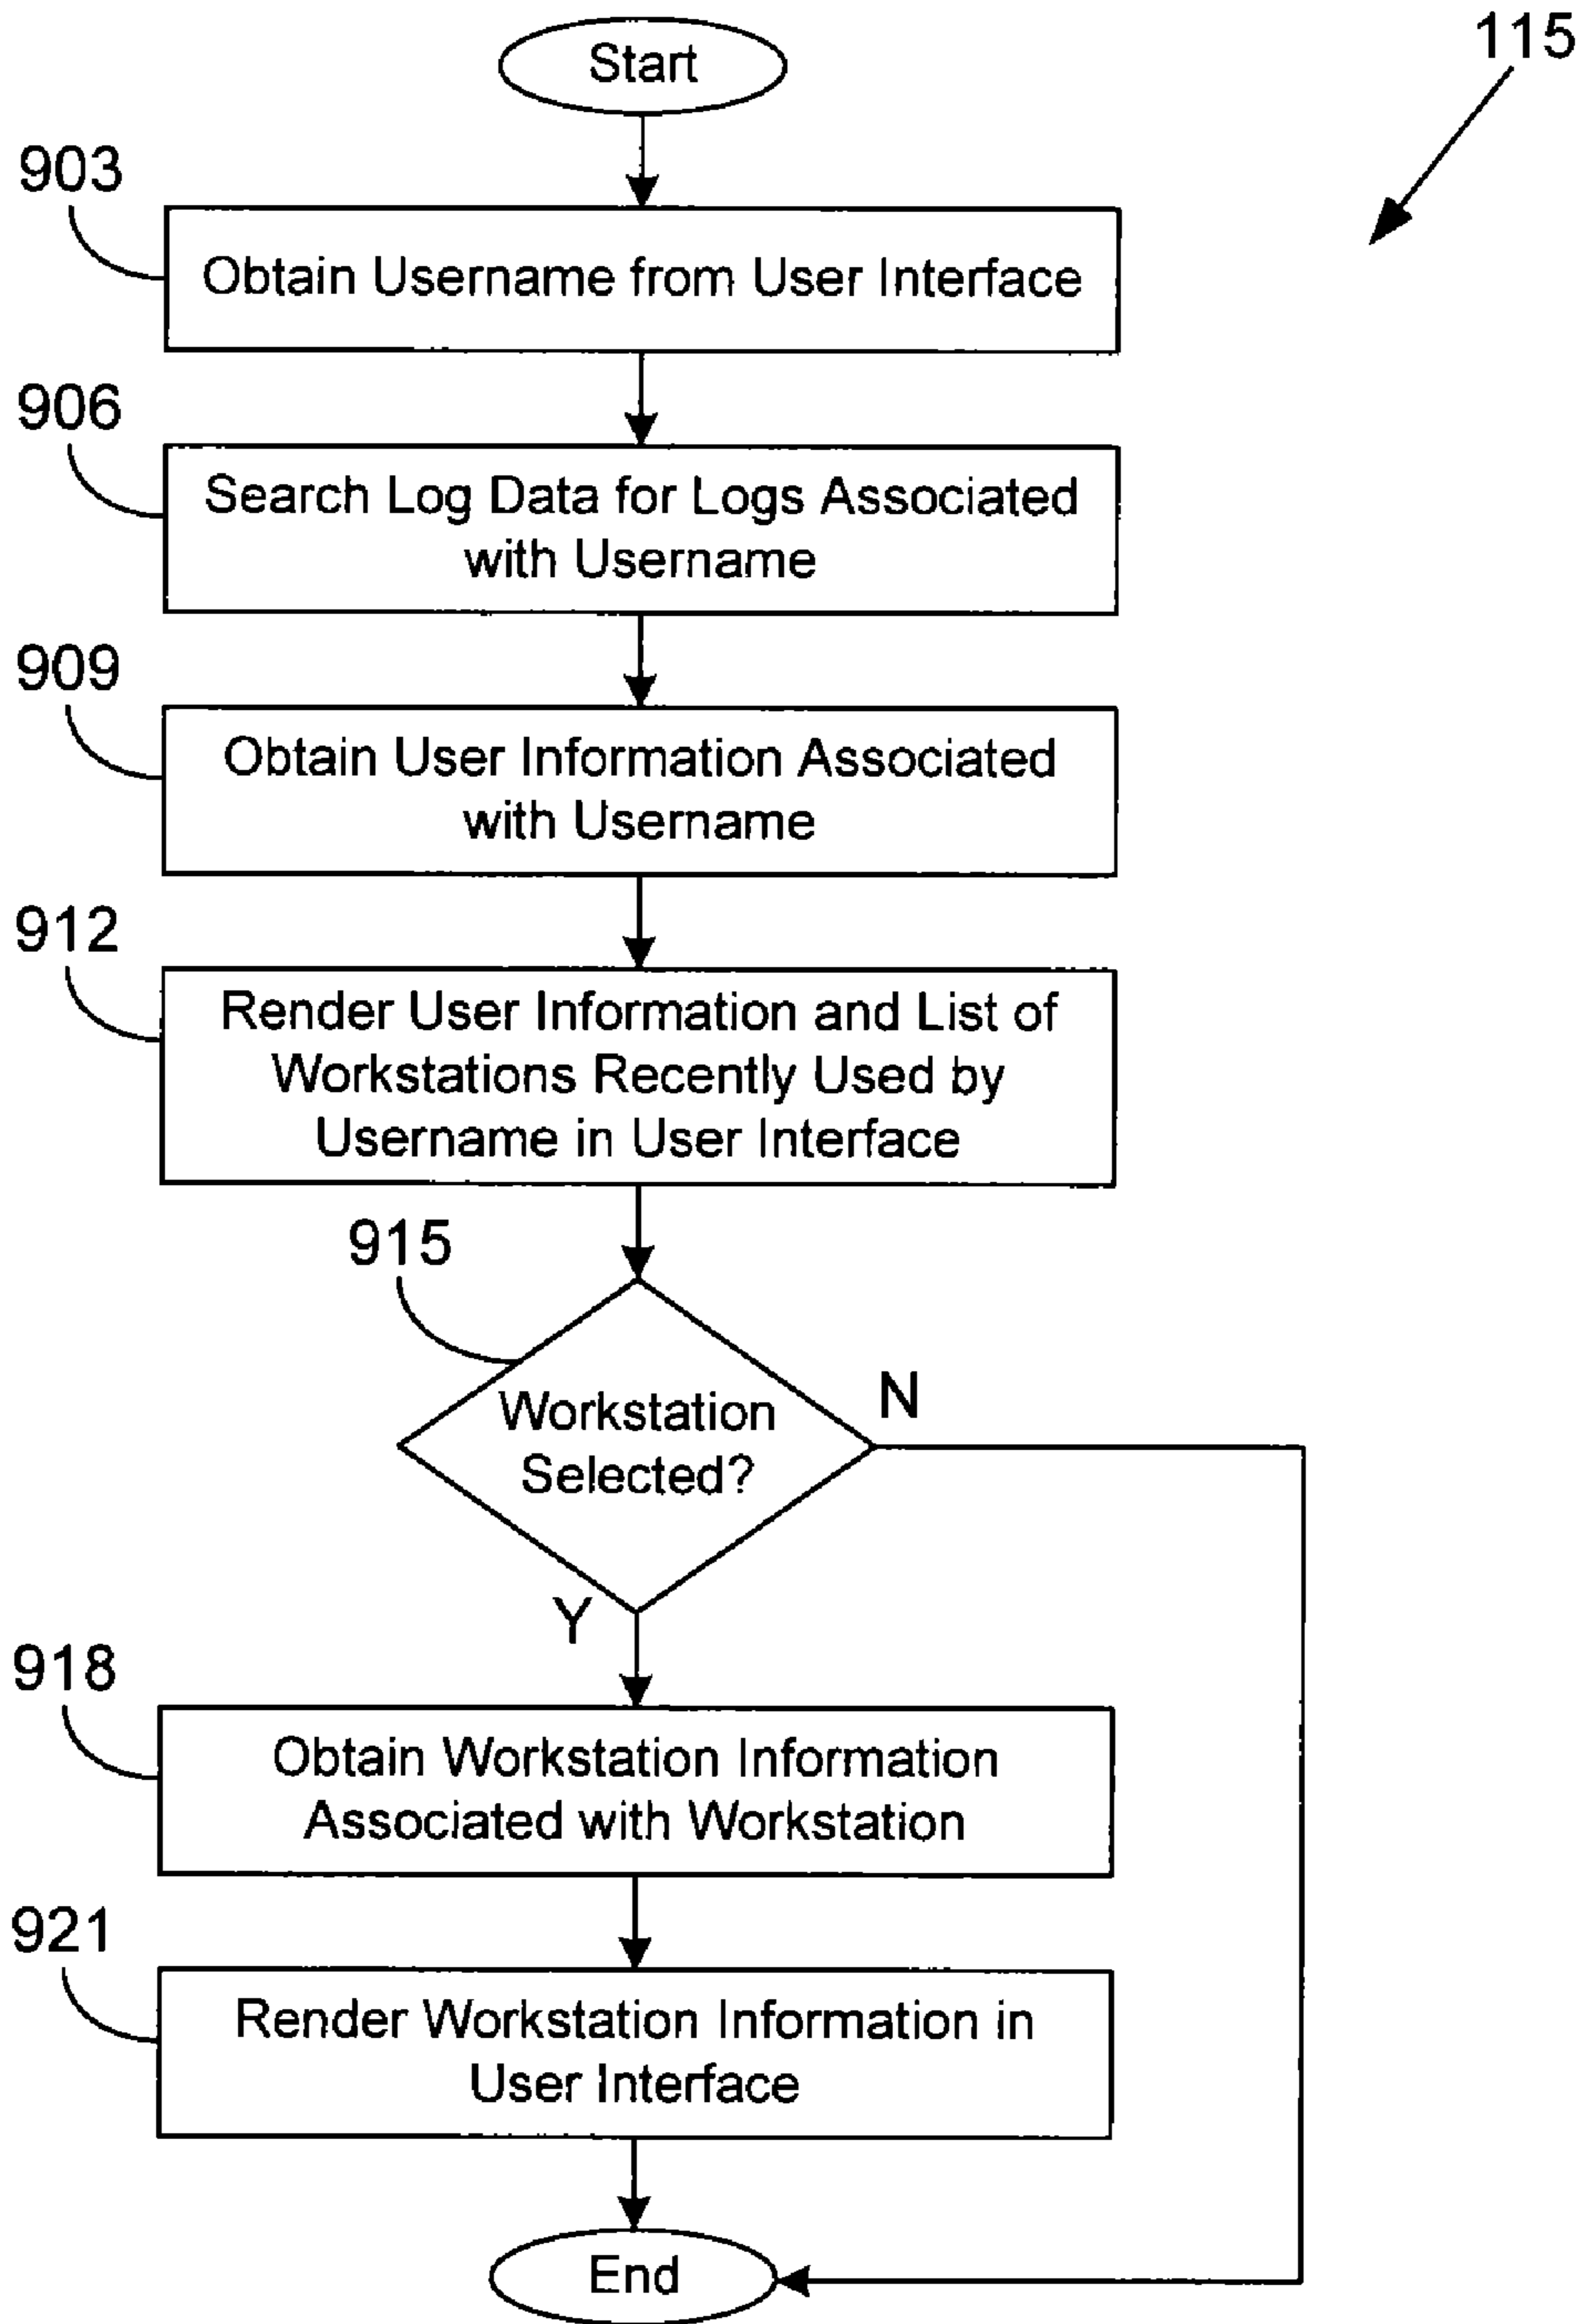 115
Start
903
Obtain Username from User Interface
906
Search Log Data for Logs Associated
with Username
909
Obtain User Information Associated
with Username
912
Render User Information and List of
Workstations Recently Used by
Username in User Interface
915
Workstation
Selected?
N
Y
918
Obtain Workstation Information
Associated with Workstation
921
Render Workstation Information in
User Interface
End